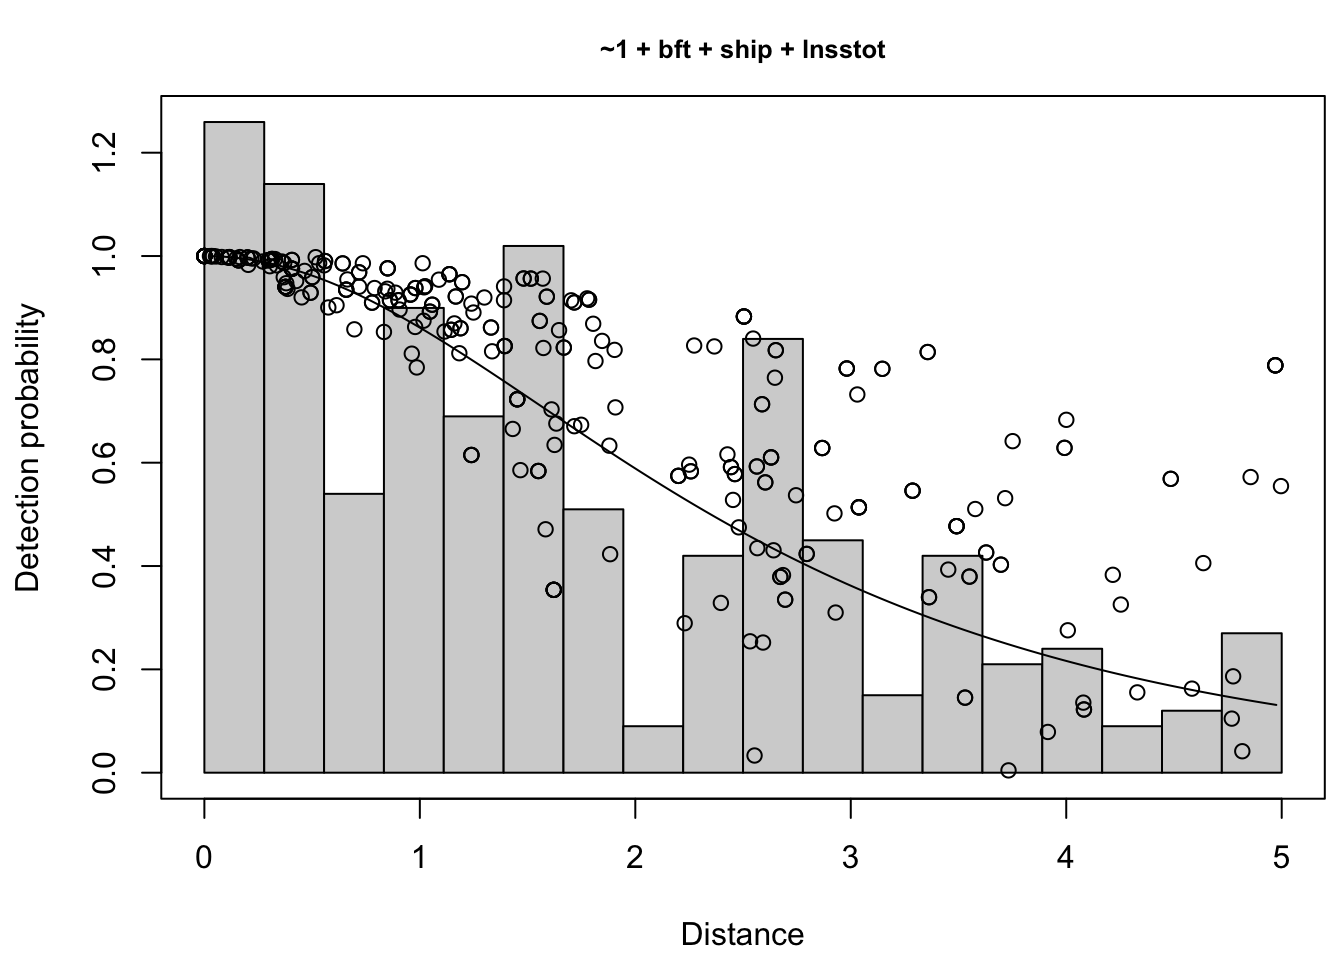 ~1 + bft + ship + lnsstot
Detection probability
1.2
1.0
0.8
0.6
0.4
0.2
0.0
0 1 2 3 4 5
Distance